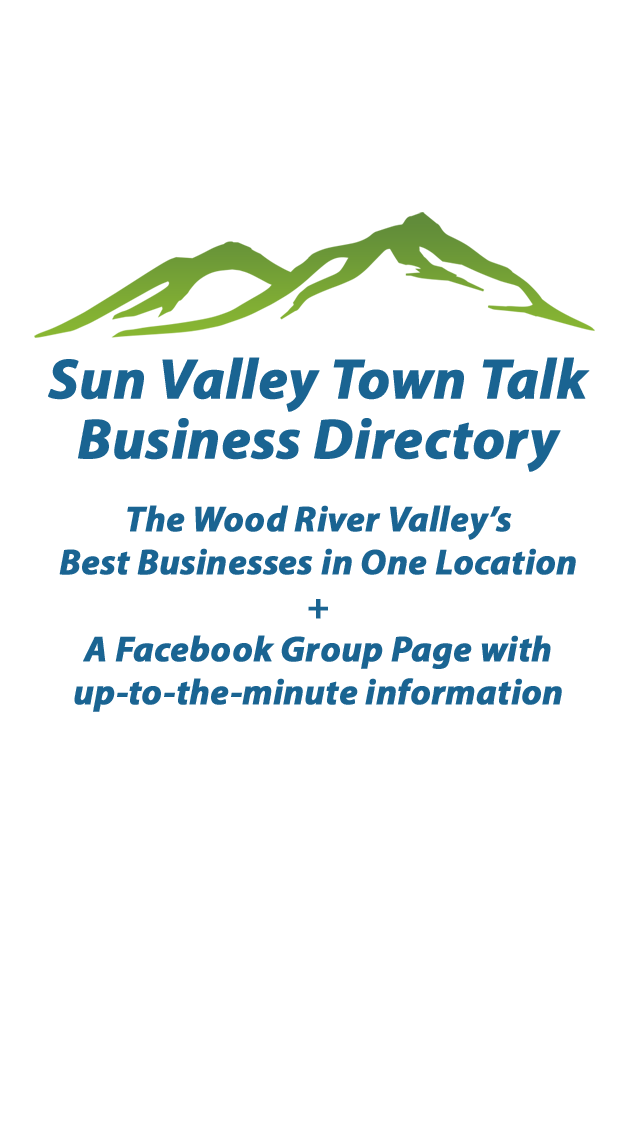 Sun Valley Town Talk
Business Directory
The Wood River Valley’s
Best Businesses in One Location
+
A Facebook Group Page with
up-to-the-minute information